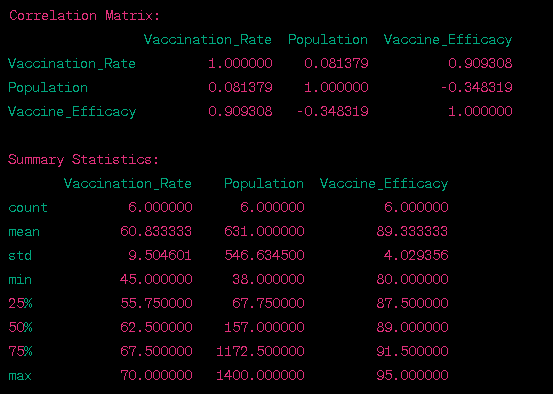 Correlation Matrix:
Vaccination_Rate Population Vaccine_Efficacy
Vaccination_Rate 1.000000 0.081379 0.909308
Population 0.081379 1.000000 -0.348319
Vaccine_Efficacy 0.909308 -0.348319 1.000000
Summary Statistics:
Vaccination_Rate Population Vaccine_Efficacy
count 6.000000 6.000000 6.000000
mean 60.833333 631.000000 89.333333
std 9.504601 546.634500 4.029356
min 45.000000 38.000000 80.000000
25% 55.750000 67.750000 87.500000
50% 62.500000 157.000000 89.000000
75% 67.500000 1172.500000 91.500000
max 70.000000 1400.000000 95.000000